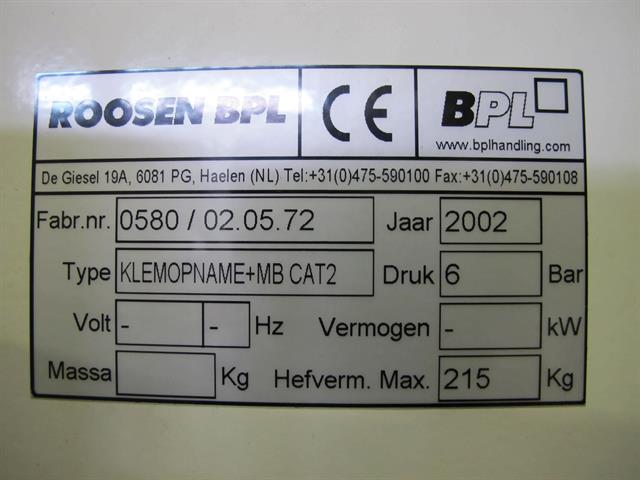 ROOSEN BPL CE BPL
www.bplhandling.com
De Giesel 19A, 6081 PG, Haelen (NL) Tel:+31(0)475-590100 Fax:+31(0)475-590108
Fabr.nr. 0580 / 02.05.72 Jaar 2002
Type KLEMOPNAME+MB CAT2 Druk 6 Bar
Volt - - Hz Vermogen - kW
Massa Kg Hefverm. Max. 215 Kg